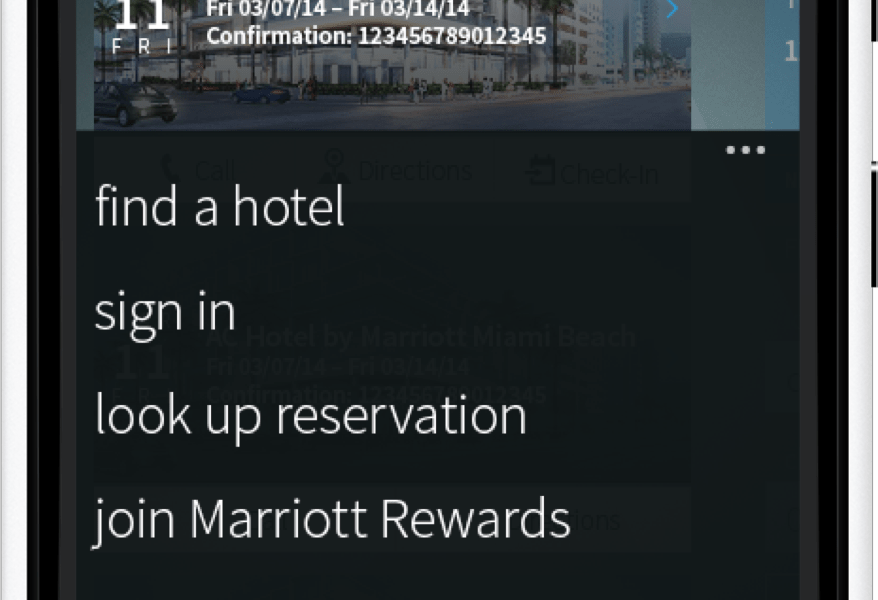 11
FRI
Fri 03/07/14 – Fri 03/14/14
Confirmation: 123456789012345
1
Call
Directions
Check-In
find a hotel
sign in
AC Hotel by Marriott Miami Beach
11
Fri 03/07/14 – Fri 03/14/14
Confirmation: 123456789012345
look up reservation
join Marriott Rewards